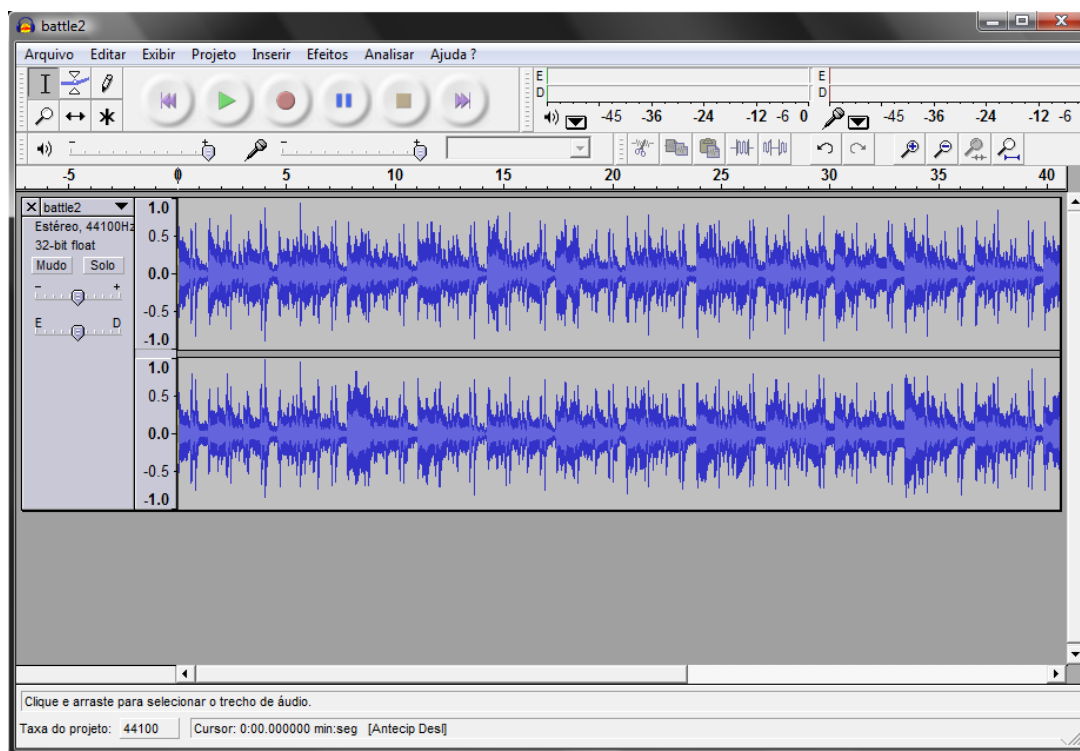 battle2
Arquivo Editar Exibir Projeto Inserir Efeitos Analisar Ajuda ?
E
D
-45 -36 -24 -12 -6 0
E
D
-45 -36 -24 -12 -6
-5 0 5 10 15 20 25 30 35 40
battle2
Estéreo, 44100Hz
32-bit float
Mudo Solo
- +
E D
1.0
0.5
0.0
-0.5
-1.0
1.0
0.5
0.0
-0.5
-1.0
Clique e arraste para selecionar o trecho de áudio.
Taxa do projeto: 44100 Cursor: 0:00.000000 min:seg [Antecip Desl]